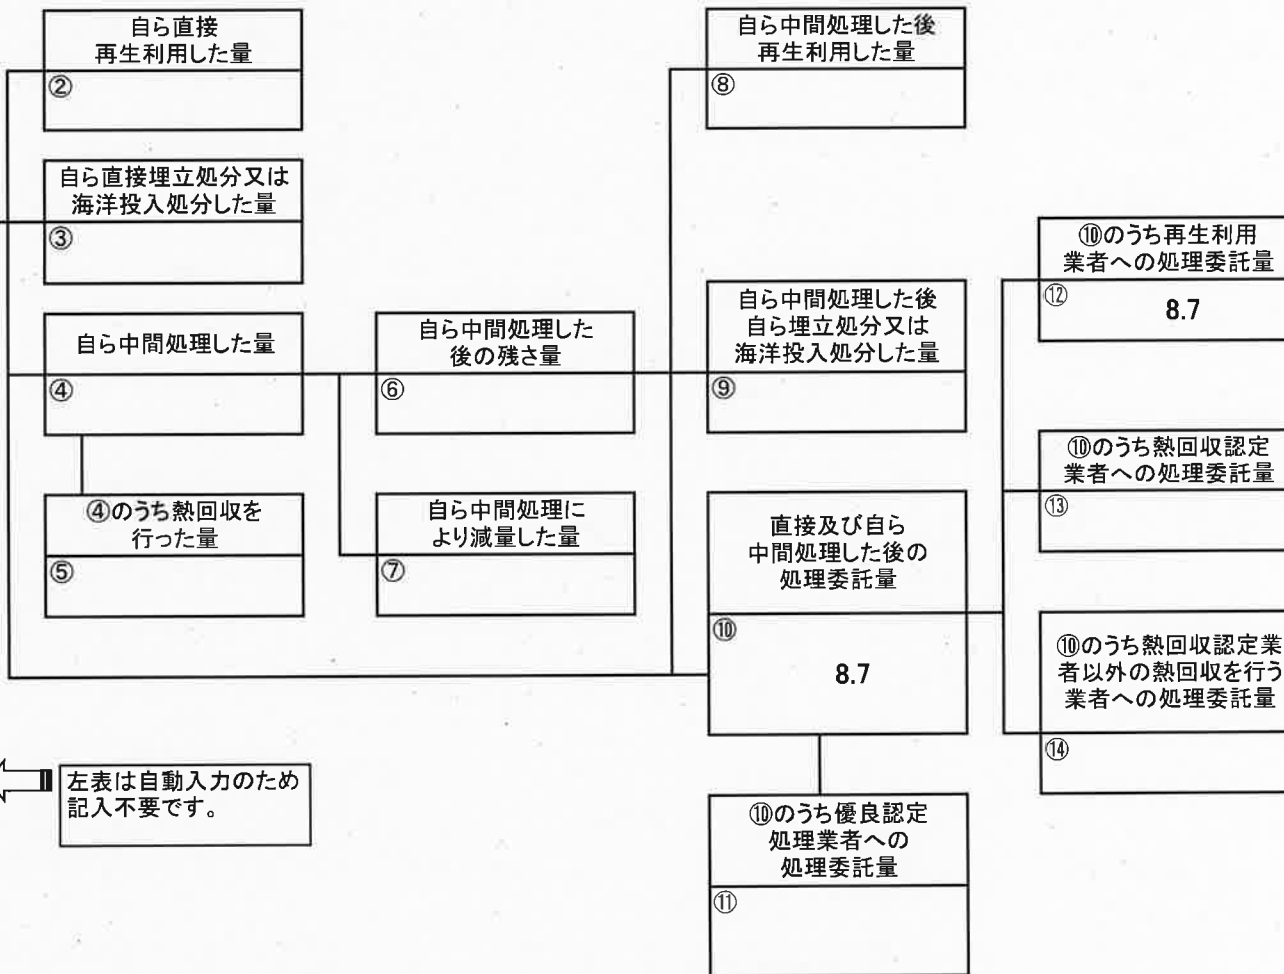 自ら直接
再生利用した量
②
自ら直接埋立処分又は
海洋投入処分した量
③
自ら中間処理した量
④
④のうち熱回収を
行った量
⑤
自ら中間処理した
後の残さ量
⑥
自ら中間処理に
より減量した量
⑦
自ら中間処理した後
再生利用した量
⑧
自ら中間処理した後
自ら埋立処分又は
海洋投入処分した量
⑨
直接及び自ら
中間処理した後の
処理委託量
⑩
8.7
⑩のうち優良認定
処理業者への
処理委託量
⑪
⑩のうち再生利用
業者への処理委託量
⑫
8.7
⑩のうち熱回収認定
業者への処理委託量
⑬
⑩のうち熱回収認定業
者以外の熱回収を行う
業者への処理委託量
⑭
左表は自動入力のため
記入不要です。